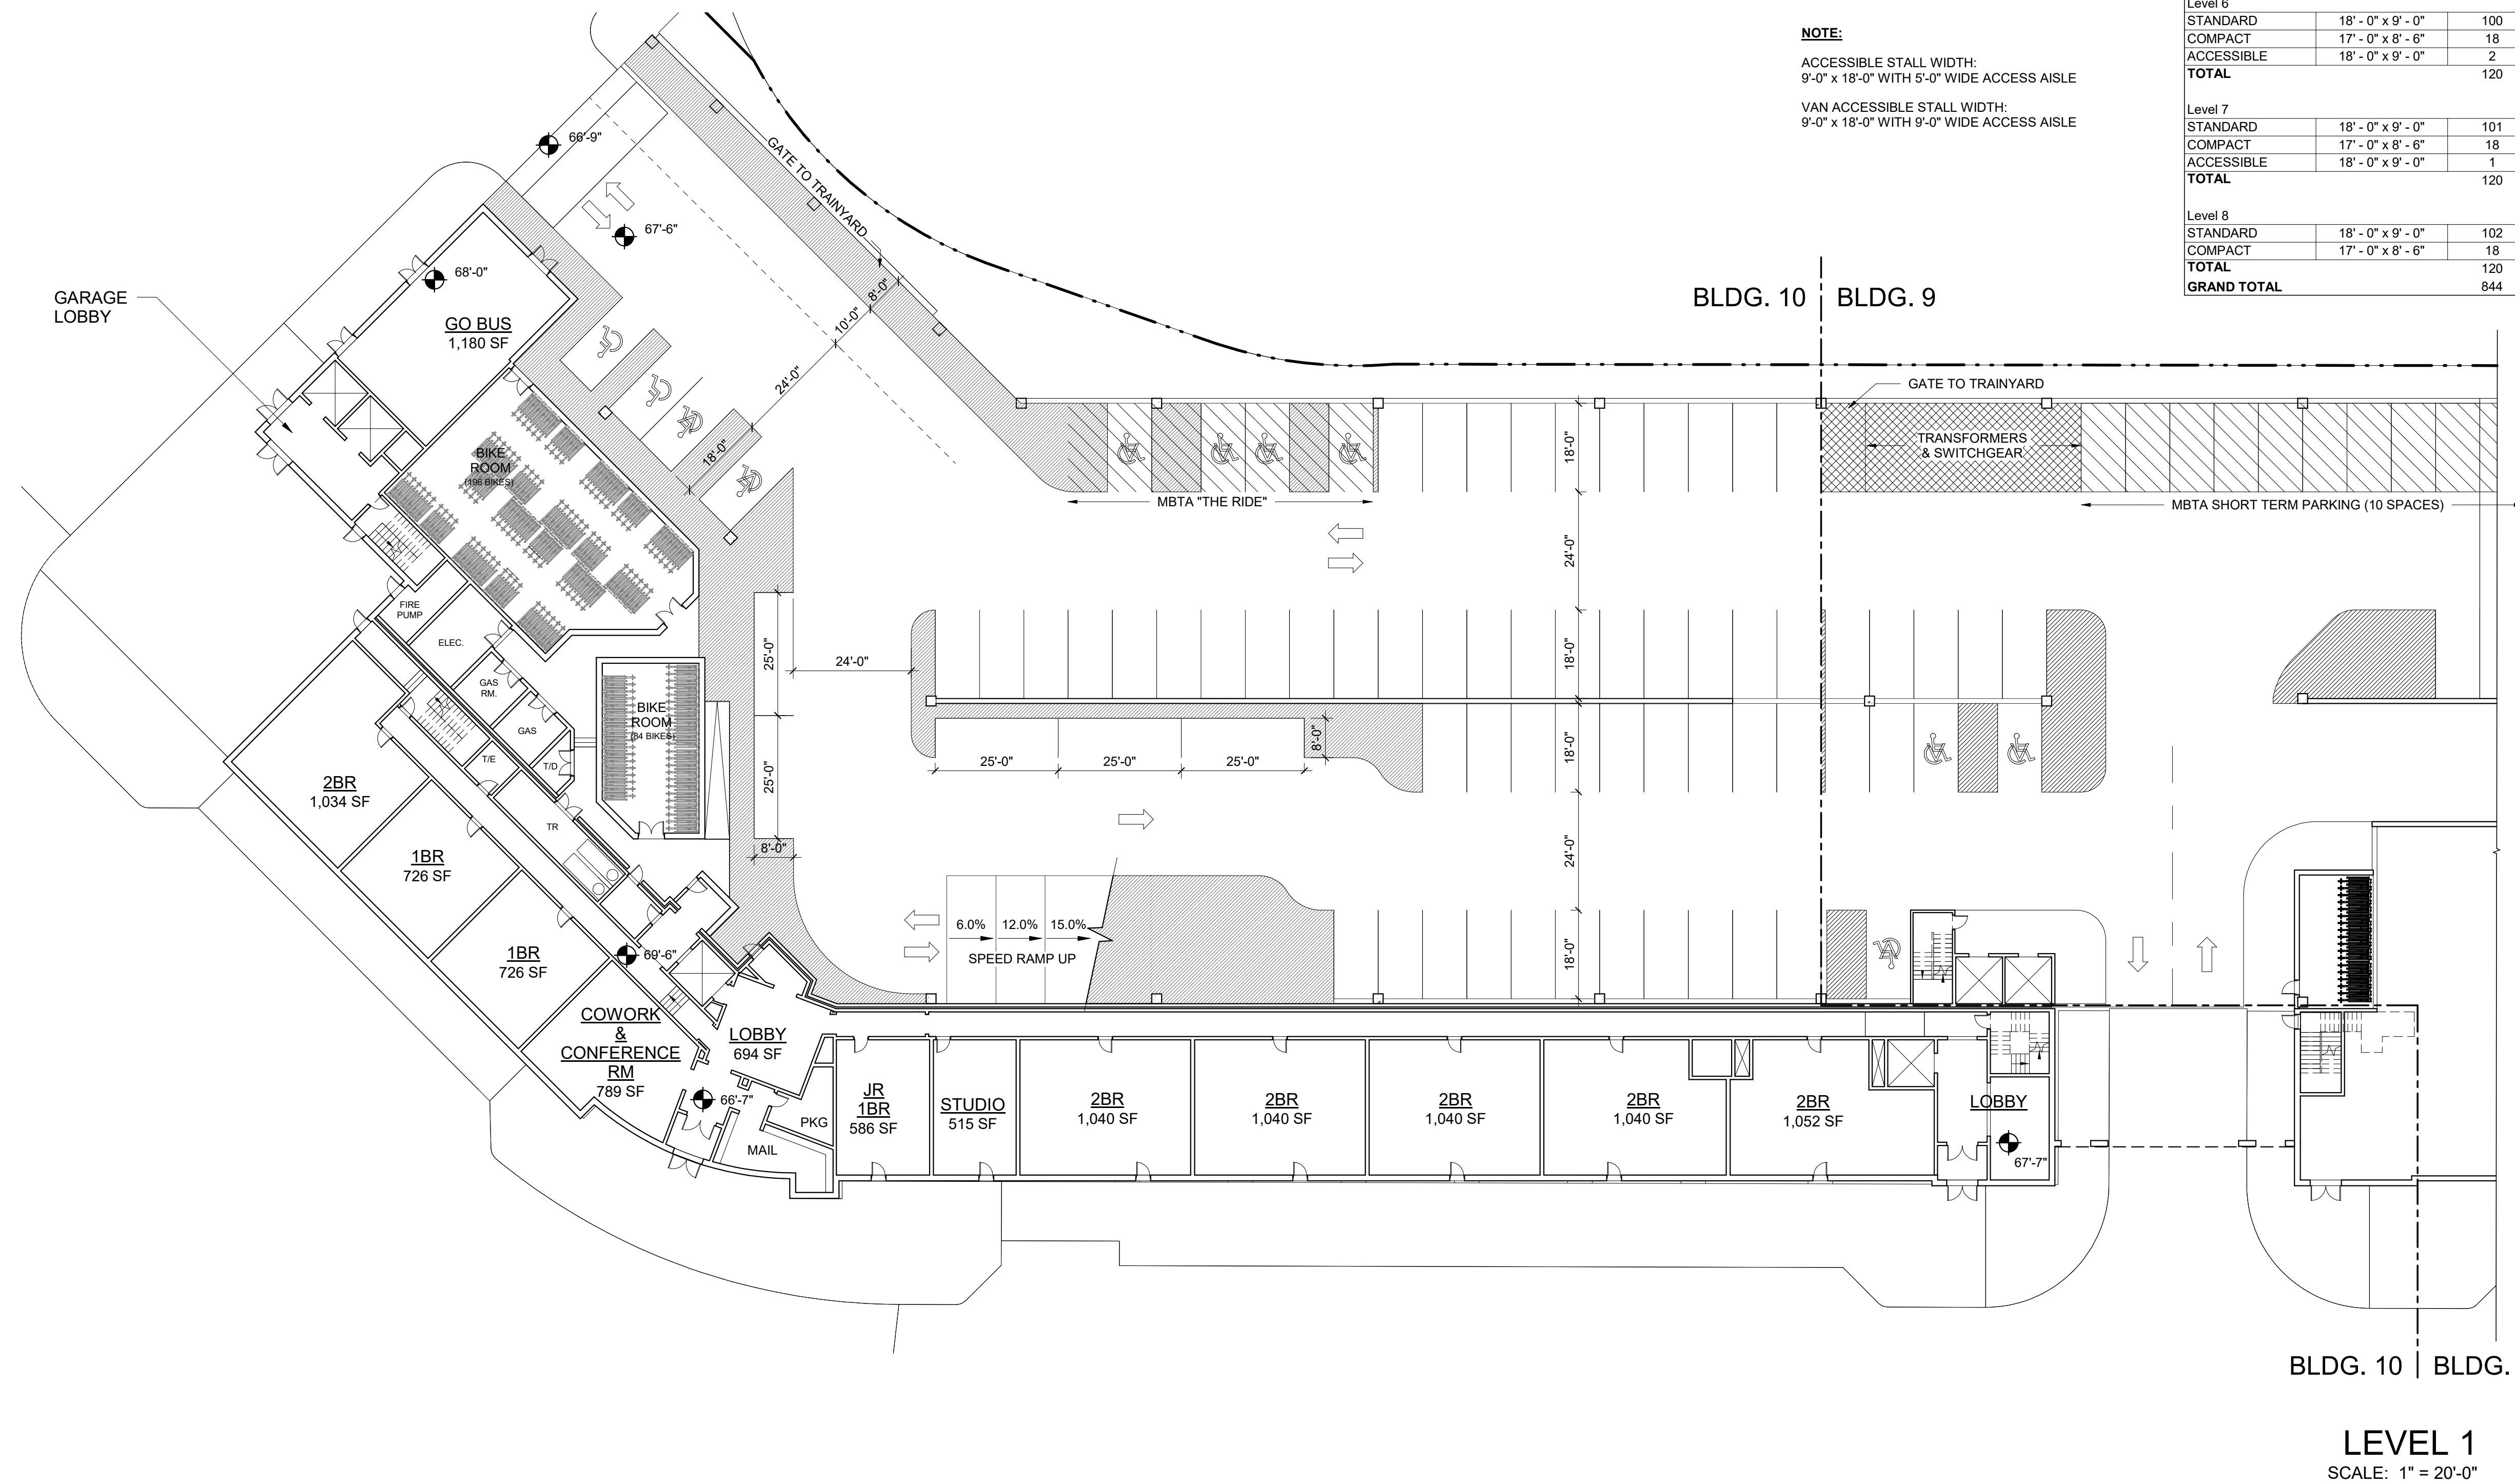 Level 6
STANDARD 18' - 0" x 9' - 0" 100
COMPACT 17' - 0" x 8' - 6" 18
ACCESSIBLE 18' - 0" x 9' - 0" 2
TOTAL 120
Level 7
STANDARD 18' - 0" x 9' - 0" 101
COMPACT 17' - 0" x 8' - 6" 18
ACCESSIBLE 18' - 0" x 9' - 0" 1
TOTAL 120
Level 8
STANDARD 18' - 0" x 9' - 0" 102
COMPACT 17' - 0" x 8' - 6" 18
TOTAL 120
GRAND TOTAL 844
NOTE:
ACCESSIBLE STALL WIDTH:
9'-0" x 18'-0" WITH 5'-0" WIDE ACCESS AISLE
VAN ACCESSIBLE STALL WIDTH:
9'-0" x 18'-0" WITH 9'-0" WIDE ACCESS AISLE
66'-9"
GATE TO TRAINYARD
67'-6"
68'-0"
GARAGE
LOBBY
GO BUS
1,180 SF
8'-0"
10'-0"
24'-0"
18'-0"
BLDG. 10
BLDG. 9
GATE TO TRAINYARD
TRANSFORMERS
& SWITCHGEAR
MBTA "THE RIDE"
MBTA SHORT TERM PARKING (10 SPACES)
BIKE
ROOM
(196 BIKES)
18'-0"
24'-0"
18'-0"
18'-0"
24'-0"
18'-0"
FIRE
PUMP
ELEC.
GAS
RM.
GAS
T/E
T/D
TR
BIKE
ROOM
(84 BIKES)
25'-0"
25'-0"
24'-0"
8'-0"
25'-0"
25'-0"
25'-0"
8'-0"
6.0%
12.0%
15.0%
SPEED RAMP UP
2BR
1,034 SF
1BR
726 SF
1BR
726 SF
69'-6"
COWORK
&
CONFERENCE
RM
789 SF
LOBBY
694 SF
66'-7"
PKG
MAIL
JR
1BR
586 SF
STUDIO
515 SF
2BR
1,040 SF
2BR
1,040 SF
2BR
1,040 SF
2BR
1,040 SF
2BR
1,052 SF
LOBBY
67'-7"
BLDG. 10
BLDG.
LEVEL 1
SCALE: 1" = 20'-0"